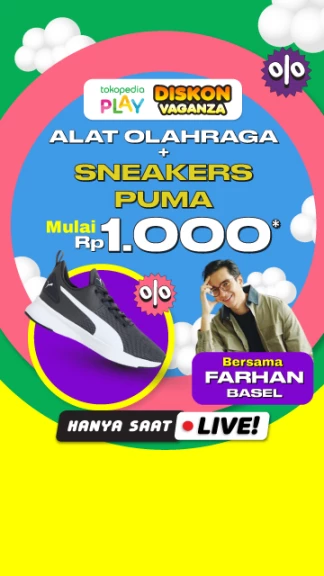 tokopedia
PLAY
DISKON
VAGANZA
ALAT OLAHRAGA
+
SNEAKERS
PUMA
Mulai
Rp1.000*
Bersama
FARHAN
BASEL
HANYA SAAT LIVE!